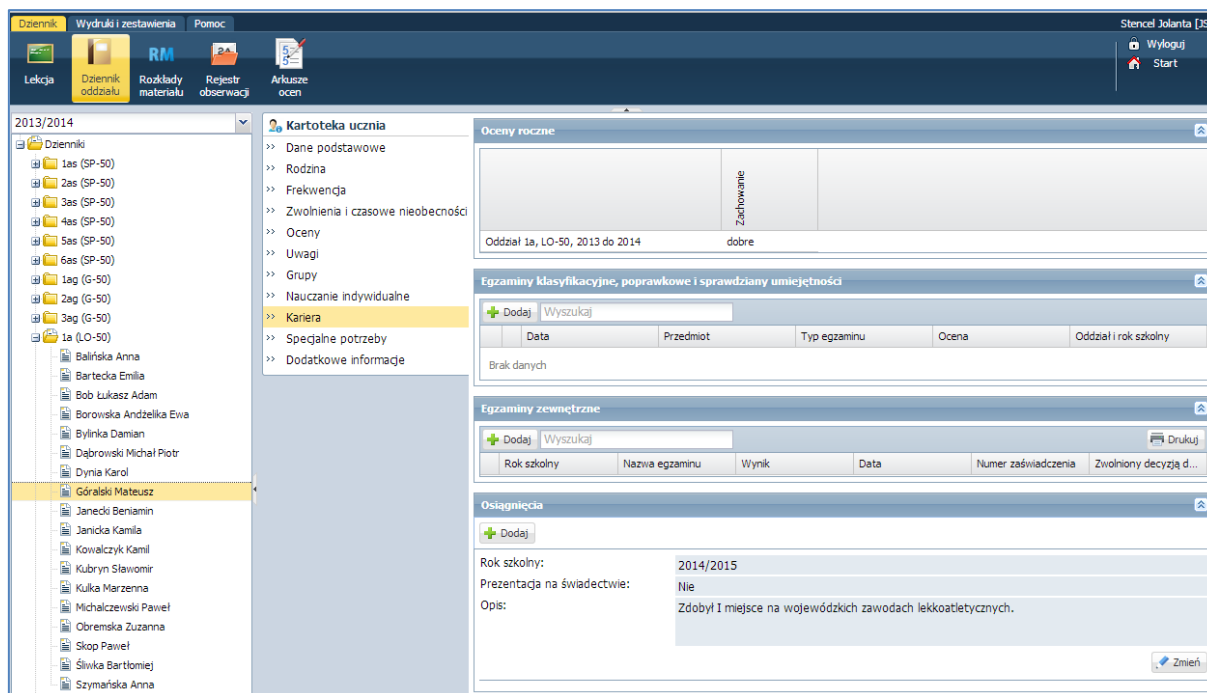 Dziennik Wydruki i zestawienia Pomoc Stencel Jolanta [JS
Wyloguj
Start
RM
Lekcja
Dziennik oddziału
Rozkłady materiału
Rejestr obserwacji
Arkusze ocen
2013/2014
Dzienniki
1as (SP-50)
2as (SP-50)
3as (SP-50)
4as (SP-50)
5as (SP-50)
6as (SP-50)
1ag (G-50)
2ag (G-50)
3ag (G-50)
1a (LO-50)
Balińska Anna
Bartecka Emilia
Bob Łukasz Adam
Borowska Andżelika Ewa
Bylinka Damian
Dąbrowski Michał Piotr
Dynia Karol
Góralski Mateusz
Janecki Beniamin
Janicka Kamila
Kowalczyk Kamil
Kubryn Sławomir
Kulka Marzenna
Michalczewski Paweł
Obremska Zuzanna
Skop Paweł
Śliwka Bartłomiej
Szymańska Anna
Kartoteka ucznia
Dane podstawowe
Rodzina
Frekwencja
Zwolnienia i czasowe nieobecności
Oceny
Uwagi
Grupy
Nauczanie indywidualne
Kariera
Specjalne potrzeby
Dodatkowe informacje
Oceny roczne
Zachowanie
Oddział 1a, LO-50, 2013 do 2014 dobre
Egzaminy klasyfikacyjne, poprawkowe i sprawdziany umiejętności
Dodaj Wyszukaj
Data Przedmiot Typ egzaminu Ocena Oddział i rok szkolny
Brak danych
Egzaminy zewnętrzne
Dodaj Wyszukaj Drukuj
Rok szkolny Nazwa egzaminu Wynik Data Numer zaświadczenia Zwolniony decyzją d...
Osiągnięcia
Dodaj
Rok szkolny: 2014/2015
Prezentacja na świadectwie: Nie
Opis: Zdobył I miejsce na wojewódzkich zawodach lekkoatletycznych.
Zmień